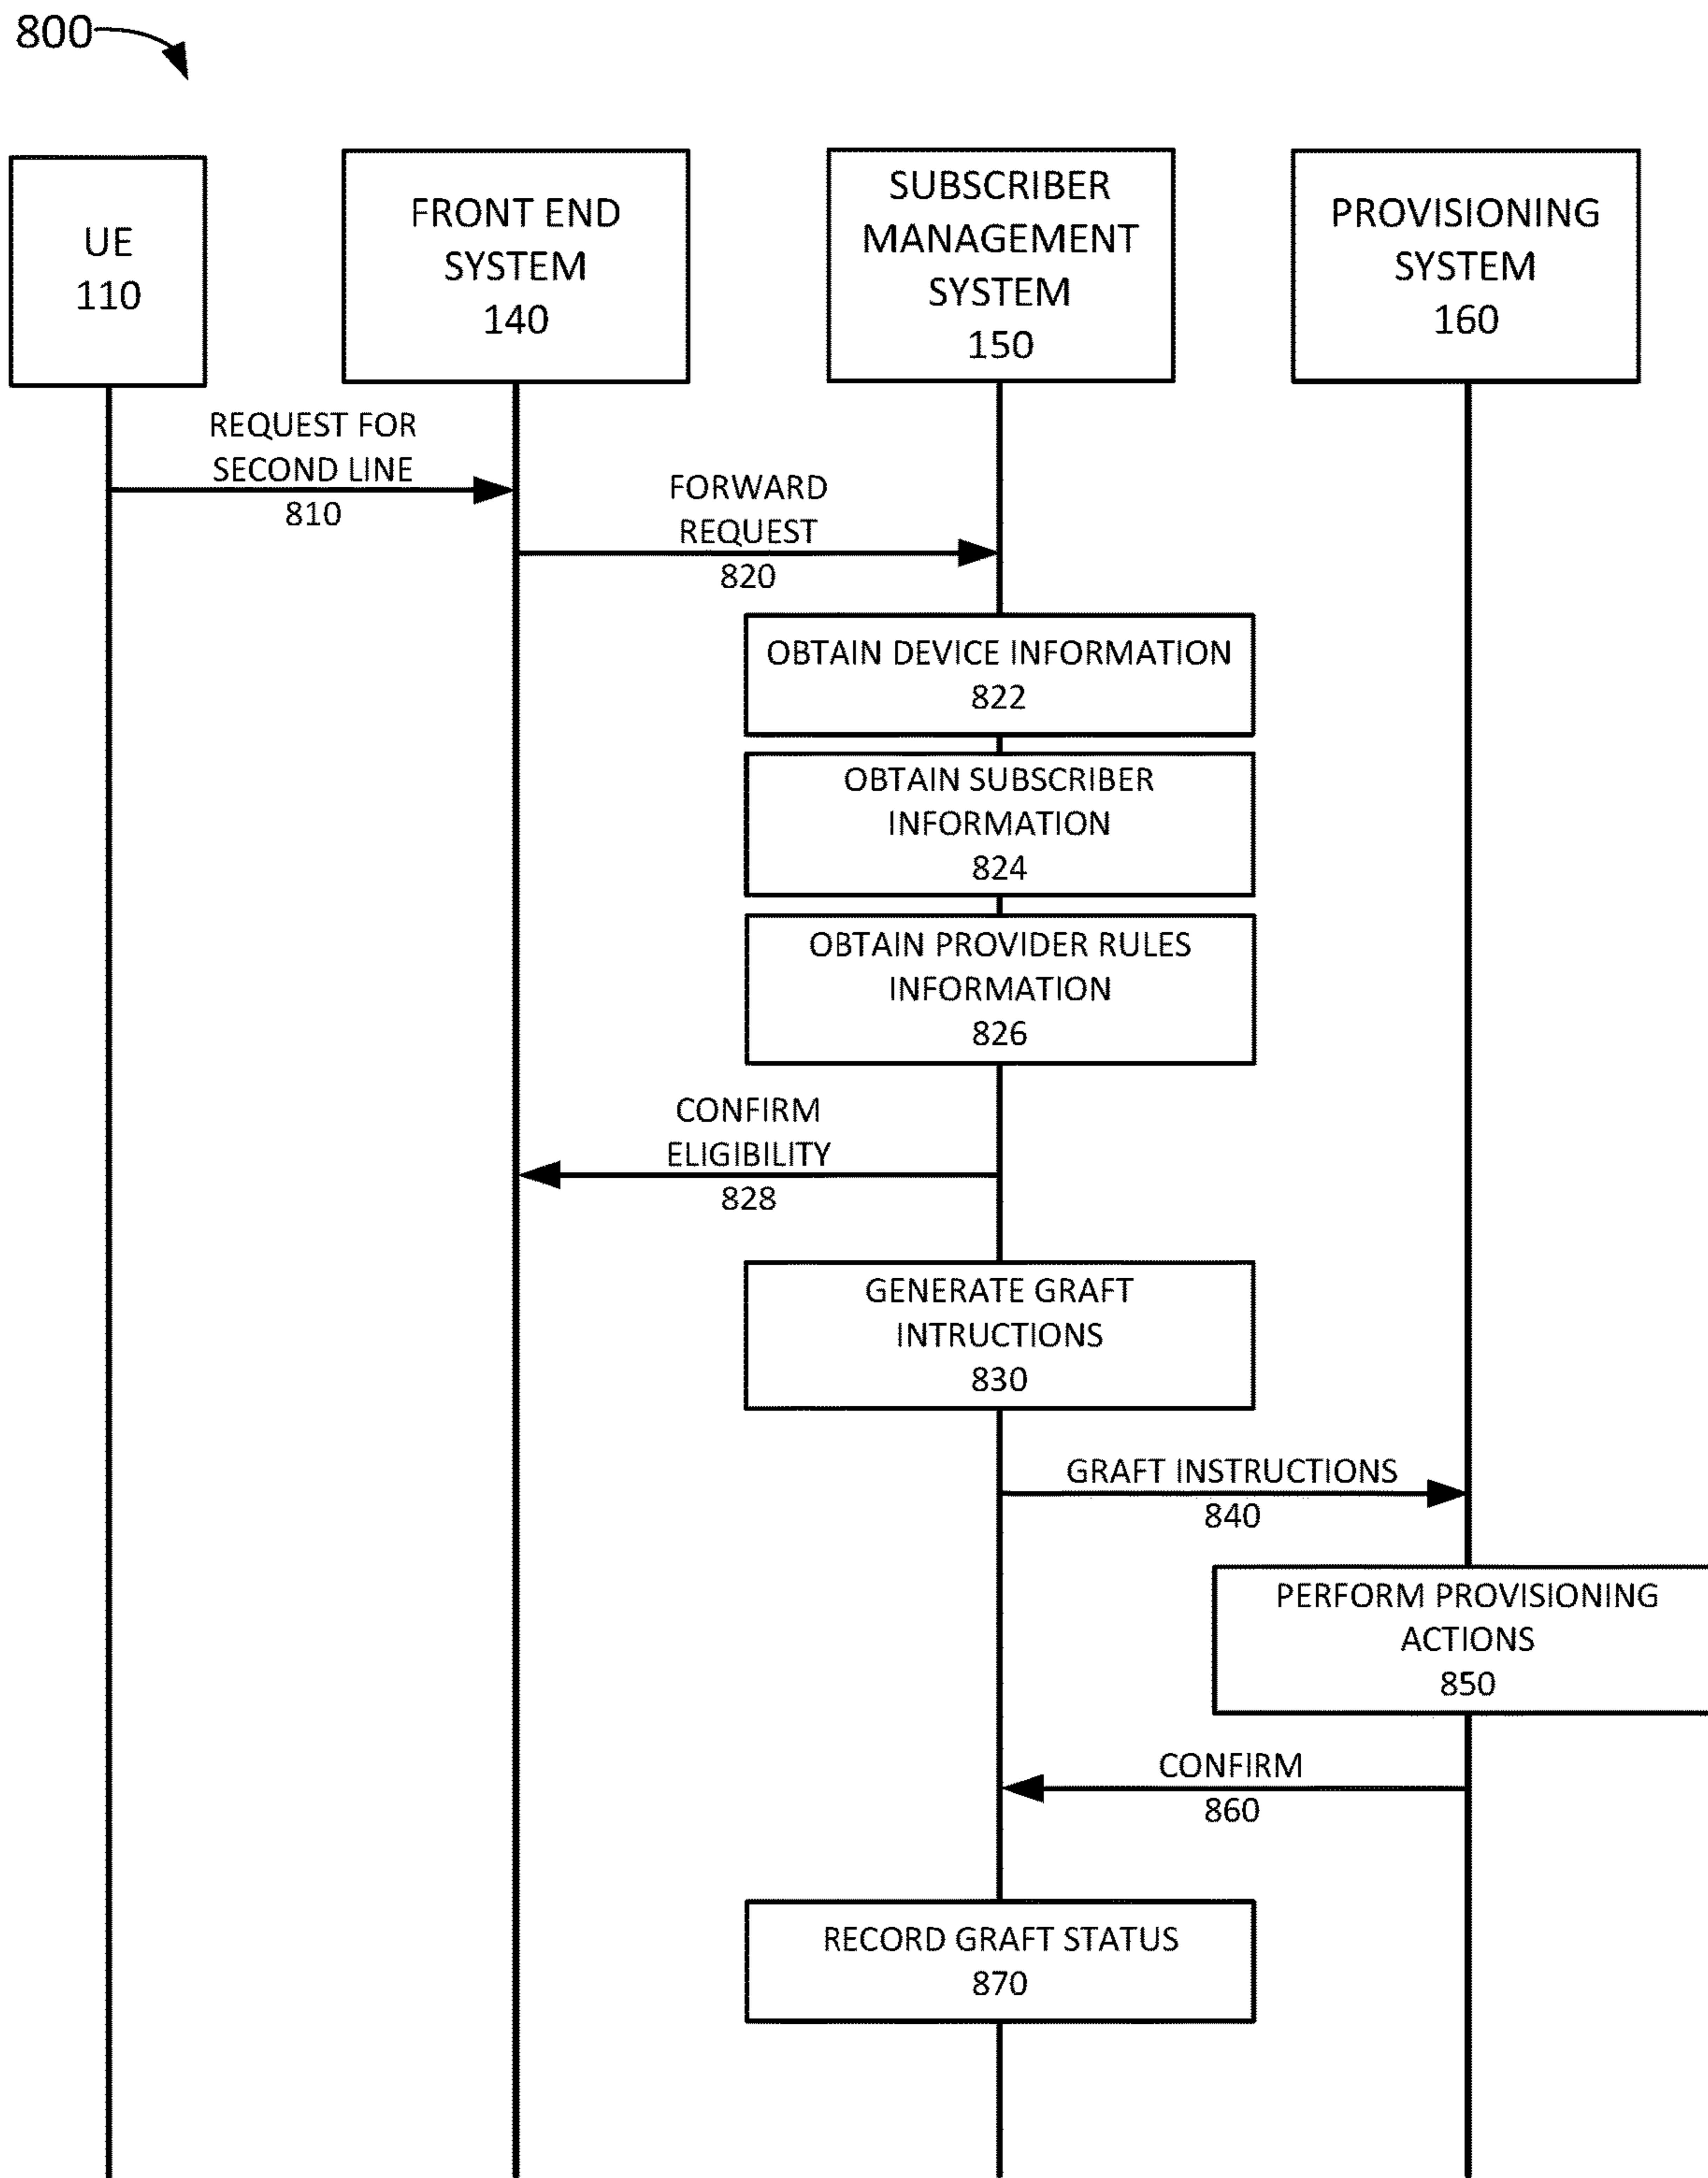 800
UE
110
FRONT END
SYSTEM
140
SUBSCRIBER
MANAGEMENT
SYSTEM
150
PROVISIONING
SYSTEM
160
REQUEST FOR
SECOND LINE
810
FORWARD
REQUEST
820
OBTAIN DEVICE INFORMATION
822
OBTAIN SUBSCRIBER
INFORMATION
824
OBTAIN PROVIDER RULES
INFORMATION
826
CONFIRM
ELIGIBILITY
828
GENERATE GRAFT
INTRUCTIONS
830
GRAFT INSTRUCTIONS
840
PERFORM PROVISIONING
ACTIONS
850
CONFIRM
860
RECORD GRAFT STATUS
870